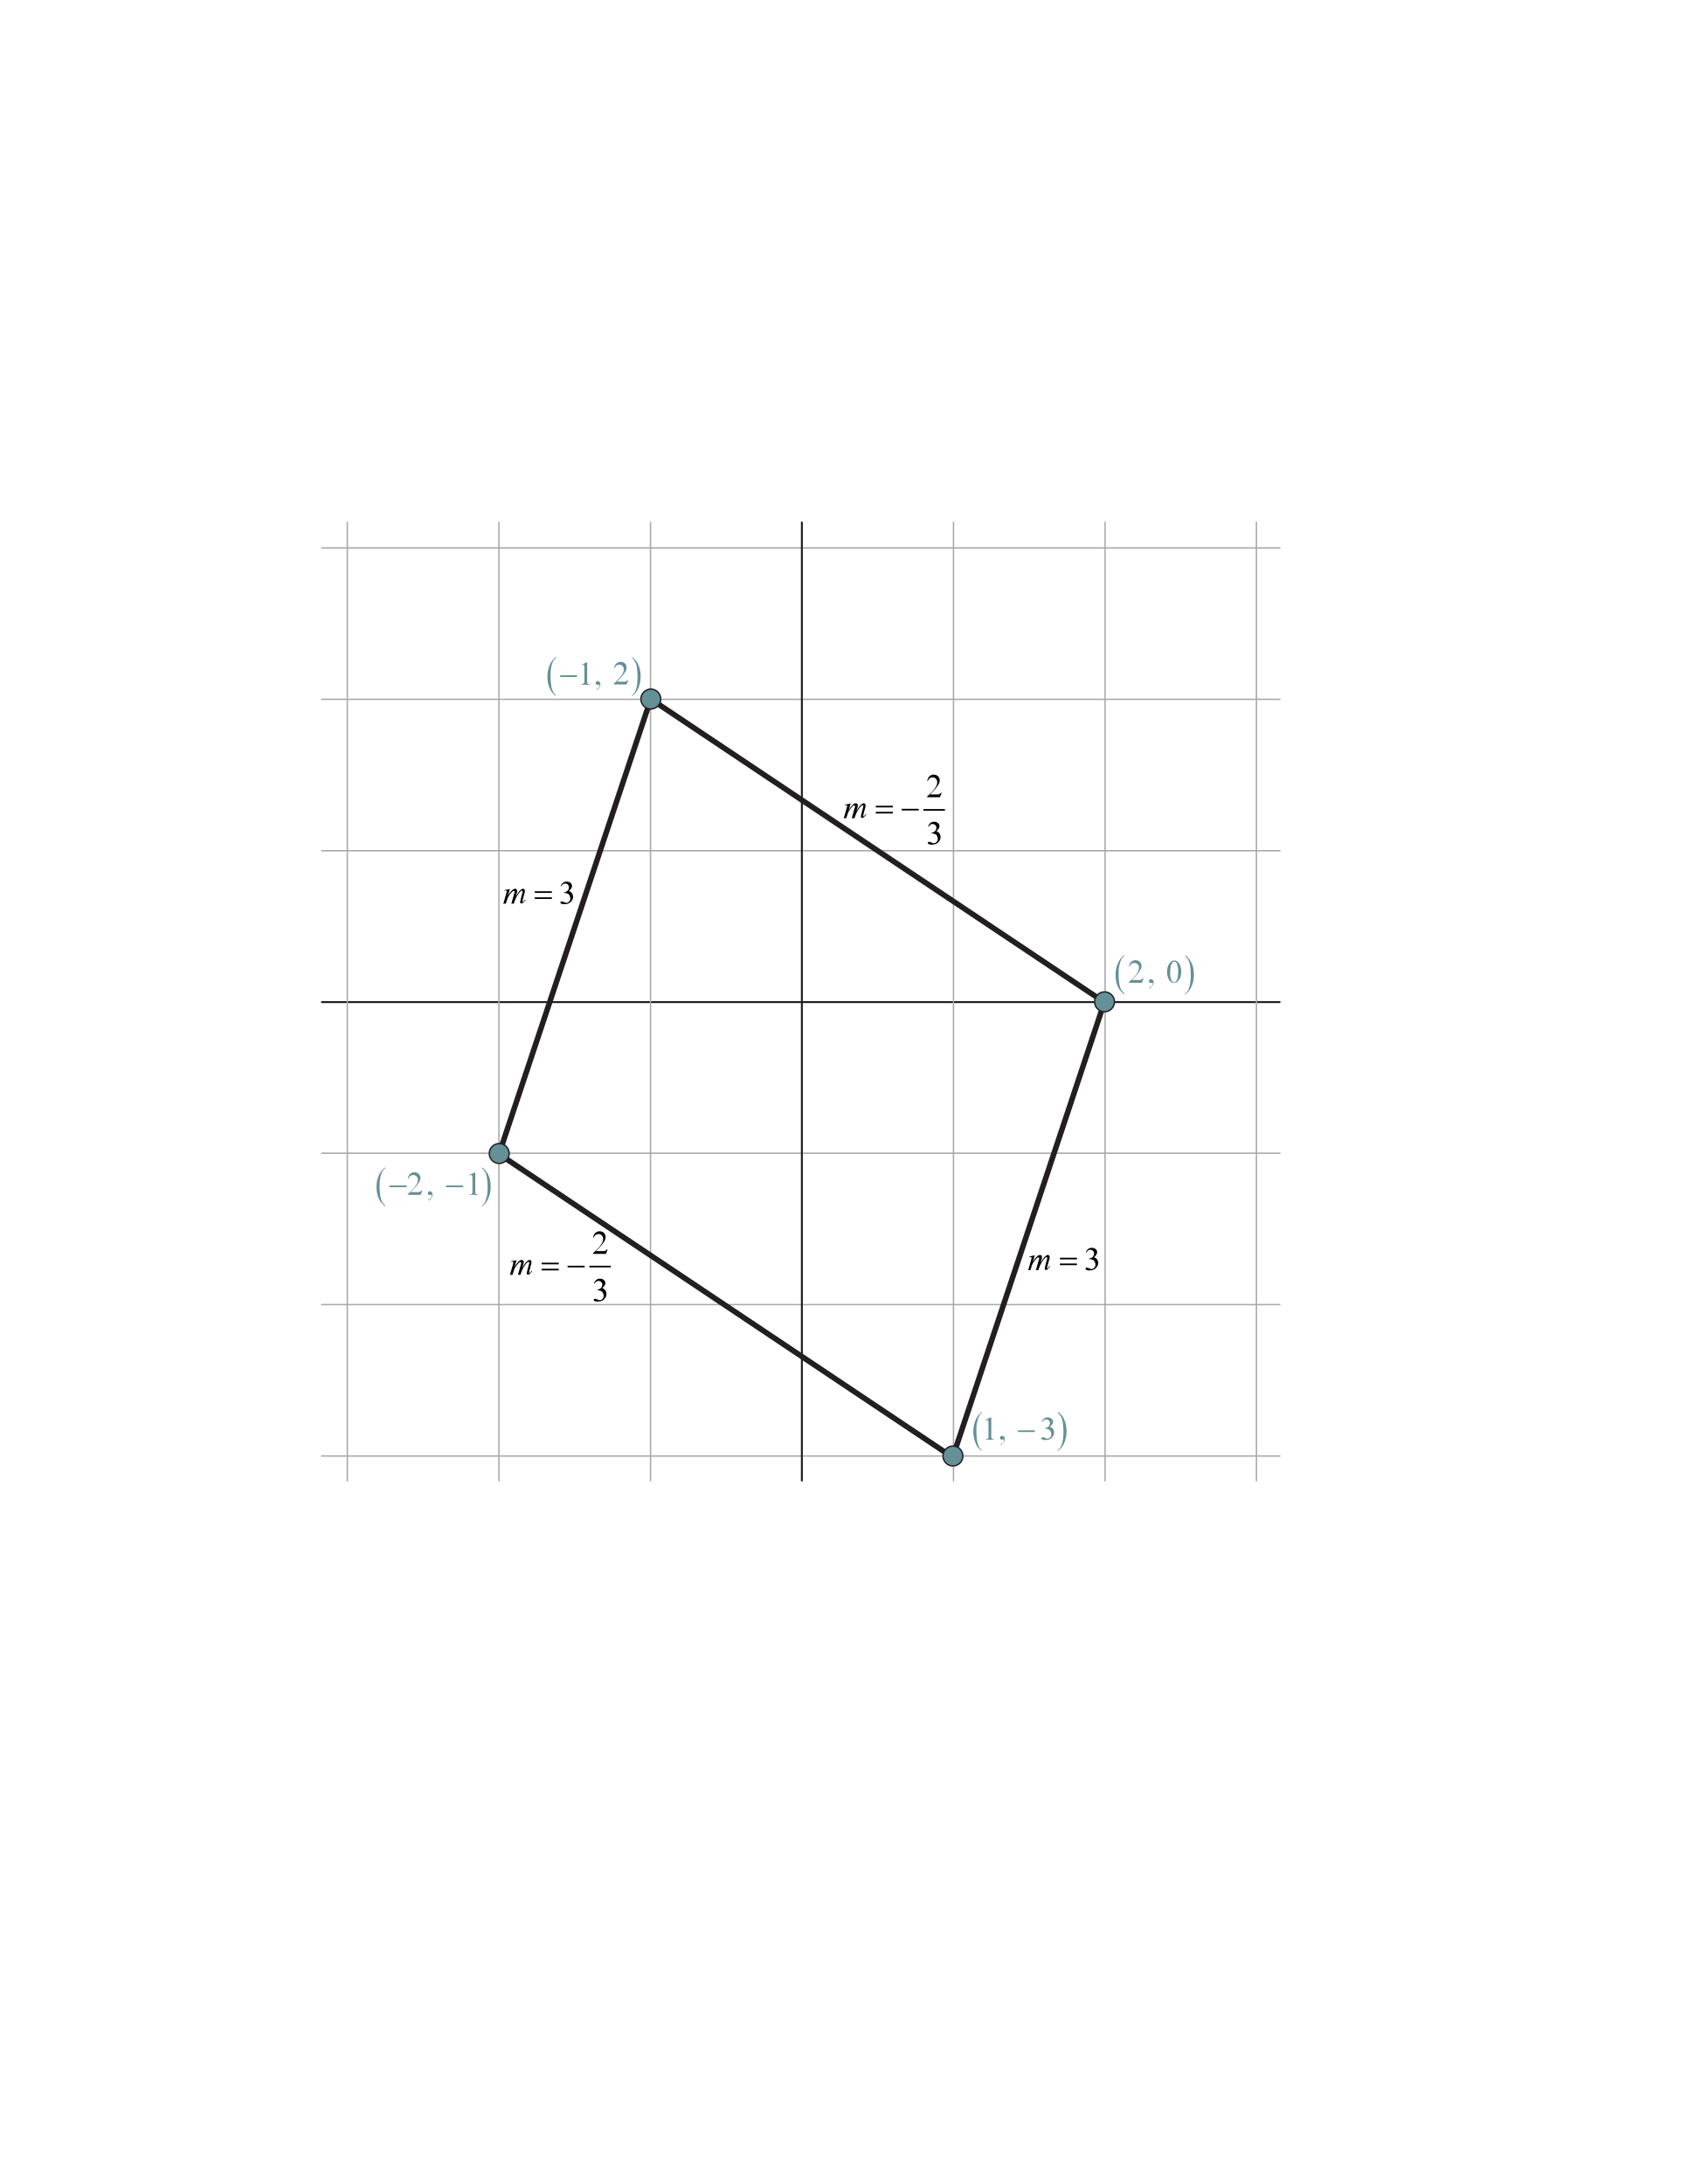 (−1, 2)
m = −2/3
m = 3
(2, 0)
(−2, −1)
m = −2/3
m = 3
(1, −3)